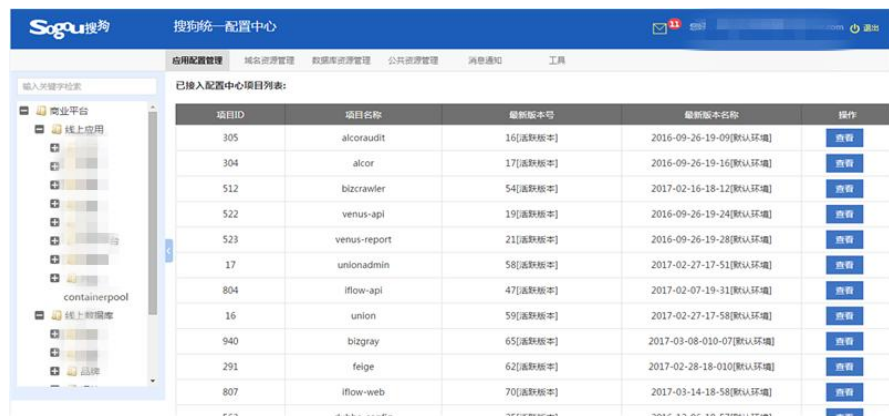 Sogou搜狗 搜狗统一配置中心 11 .com 退出
应用配置管理 域名资源管理 数据库资源管理 公共资源管理 消息通知 工具
输入关键字检索
已接入配置中心项目列表:
商业平台
线上应用
台
containerpool
线上数据库
品牌
项目ID 项目名称 最新版本号 最新版本名称 操作
305 alcoraudit 16[活跃版本] 2016-09-26-19-09[默认环境] 查看
304 alcor 17[活跃版本] 2016-09-26-19-16[默认环境] 查看
512 bizcrawler 54[活跃版本] 2017-02-16-18-12[默认环境] 查看
522 venus-api 19[活跃版本] 2016-09-26-19-24[默认环境] 查看
523 venus-report 21[活跃版本] 2016-09-26-19-28[默认环境] 查看
17 unionadmin 58[活跃版本] 2017-02-27-17-51[默认环境] 查看
804 iflow-api 47[活跃版本] 2017-02-07-19-31[默认环境] 查看
16 union 59[活跃版本] 2017-02-27-17-58[默认环境] 查看
940 bizgray 65[活跃版本] 2017-03-08-010-07[默认环境] 查看
291 feige 62[活跃版本] 2017-02-28-18-010[默认环境] 查看
807 iflow-web 70[活跃版本] 2017-03-14-18-58[默认环境] 查看